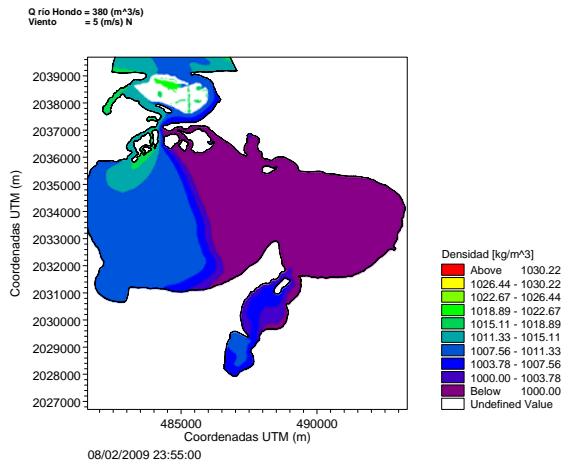 Q río Hondo = 380 (m^3/s)
Viento = 5 (m/s) N
2039000
2038000
2037000
2036000
2035000
2034000
2033000
2032000
2031000
2030000
2029000
2028000
2027000
Coordenadas UTM (m)
485000 490000
Coordenadas UTM (m)
08/02/2009 23:55:00
Densidad [kg/m^3]
Above 1030.22
1026.44 - 1030.22
1022.67 - 1026.44
1018.89 - 1022.67
1015.11 - 1018.89
1011.33 - 1015.11
1007.56 - 1011.33
1003.78 - 1007.56
1000.00 - 1003.78
Below 1000.00
Undefined Value